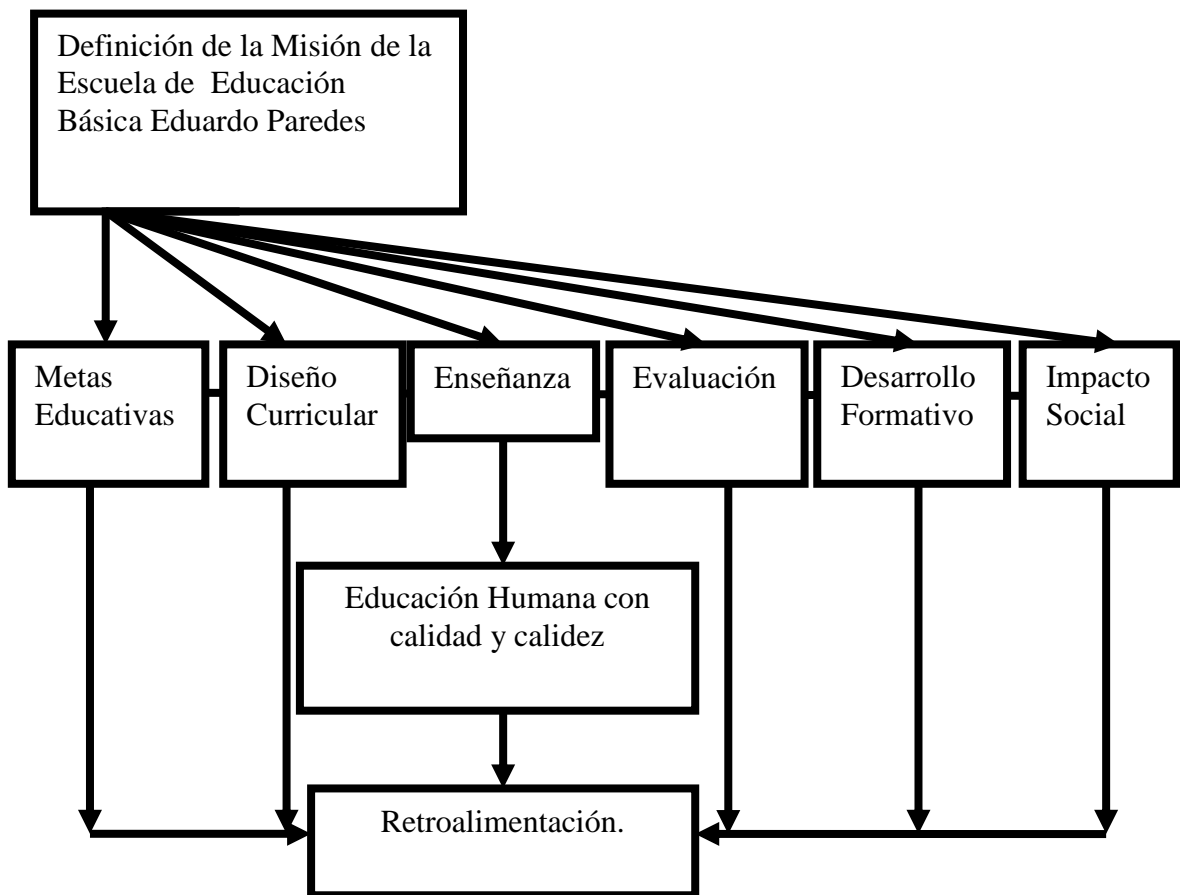 Definición de la Misión de la
Escuela de Educación
Básica Eduardo Paredes
Metas
Educativas
Diseño
Curricular
Enseñanza
Evaluación
Desarrollo
Formativo
Impacto
Social
Educación Humana con
calidad y calidez
Retroalimentación.